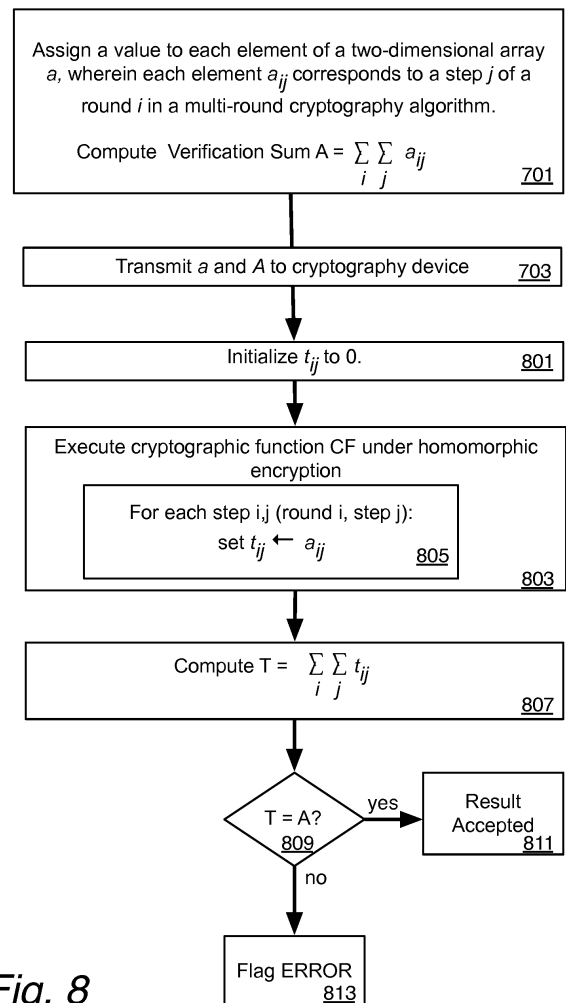 Assign a value to each element of a two-dimensional array
a, wherein each element aij corresponds to a step j of a
round i in a multi-round cryptography algorithm.
Compute Verification Sum A = Σ Σ aij
i j
701
Transmit a and A to cryptography device 703
Initialize tij to 0.
801
Execute cryptographic function CF under homomorphic
encryption
For each step i,j (round i, step j):
set tij ← aij
805
803
Compute T = Σ Σ tij
i j
807
T = A?
809
yes
Result
Accepted
811
no
Flag ERROR
813
Fig. 8